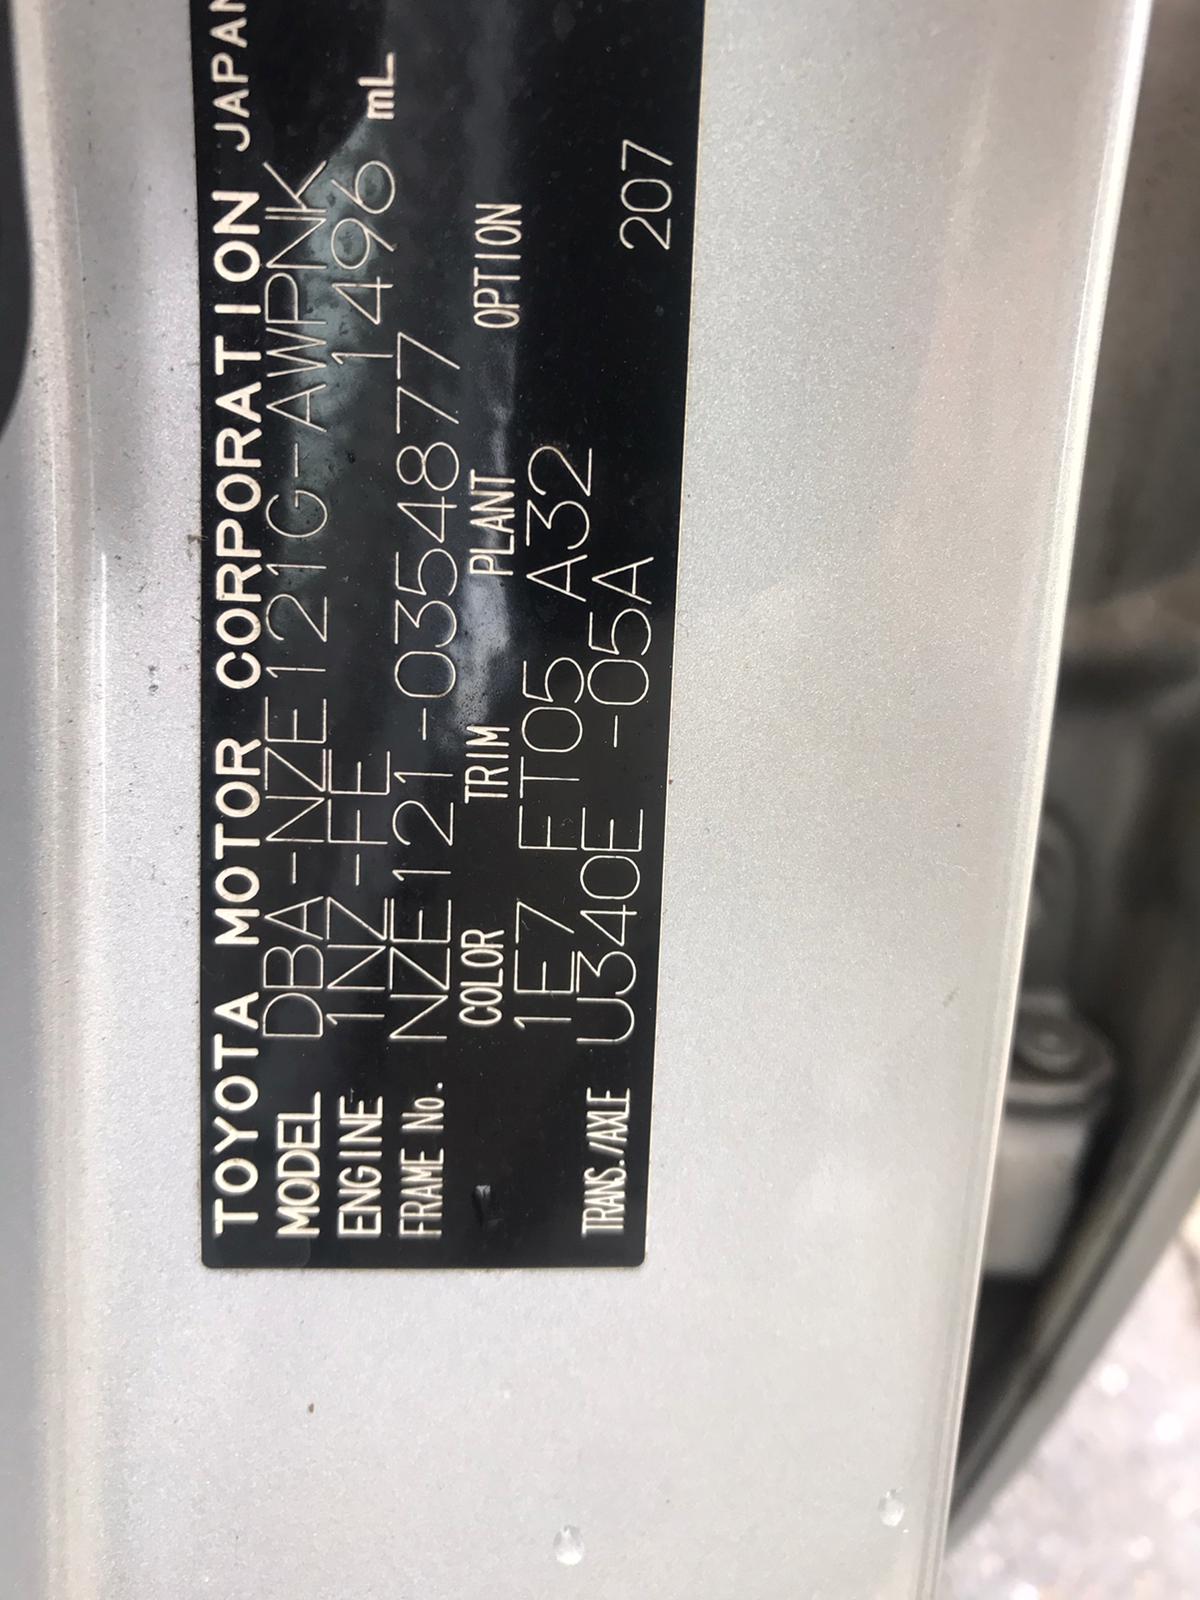 TOYOTA MOTOR CORPORATION JAPAN
MODEL DBA-NZE121G-AWPNK
ENGINE 1NZ-FE 1496 mL
FRAME No. NZE121-0354877
COLOR TRIM PLANT OPTION
1E7 FT05 A32
TRANS./AXLE U340E -05A 207